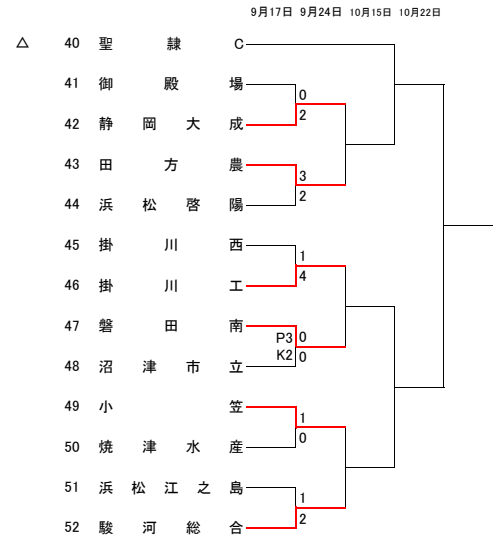 9月17日 9月24日 10月15日 10月22日
△ 40 聖隷C
41 御殿場
0
2
42 静岡大成
43 田方農
3
2
44 浜松啓陽
45 掛川西
1
4
46 掛川工
47 磐田南
P3 0
K2 0
48 沼津市立
49 小笠
1
0
50 焼津水産
51 浜松江之島
1
2
52 駿河総合